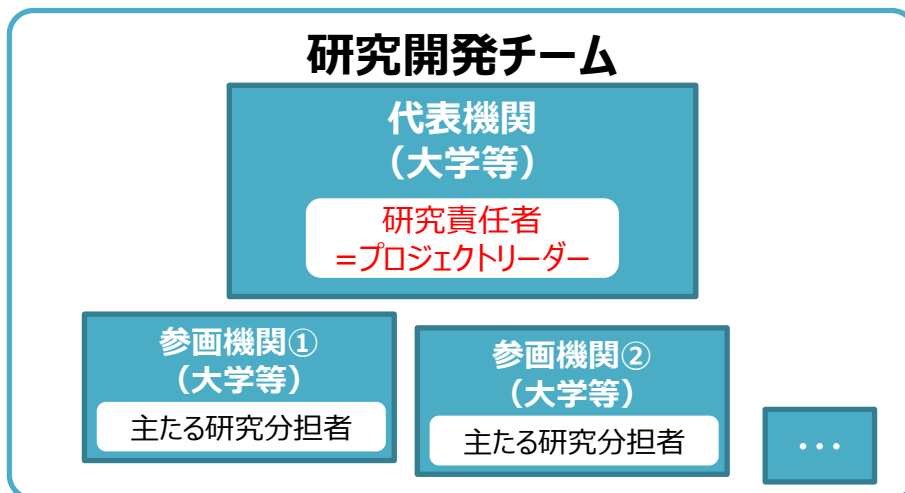 研究開発チーム
代表機関
（大学等）
研究責任者
=プロジェクトリーダー
参画機関①
（大学等）
主たる研究分担者
参画機関②
（大学等）
主たる研究分担者
・・・